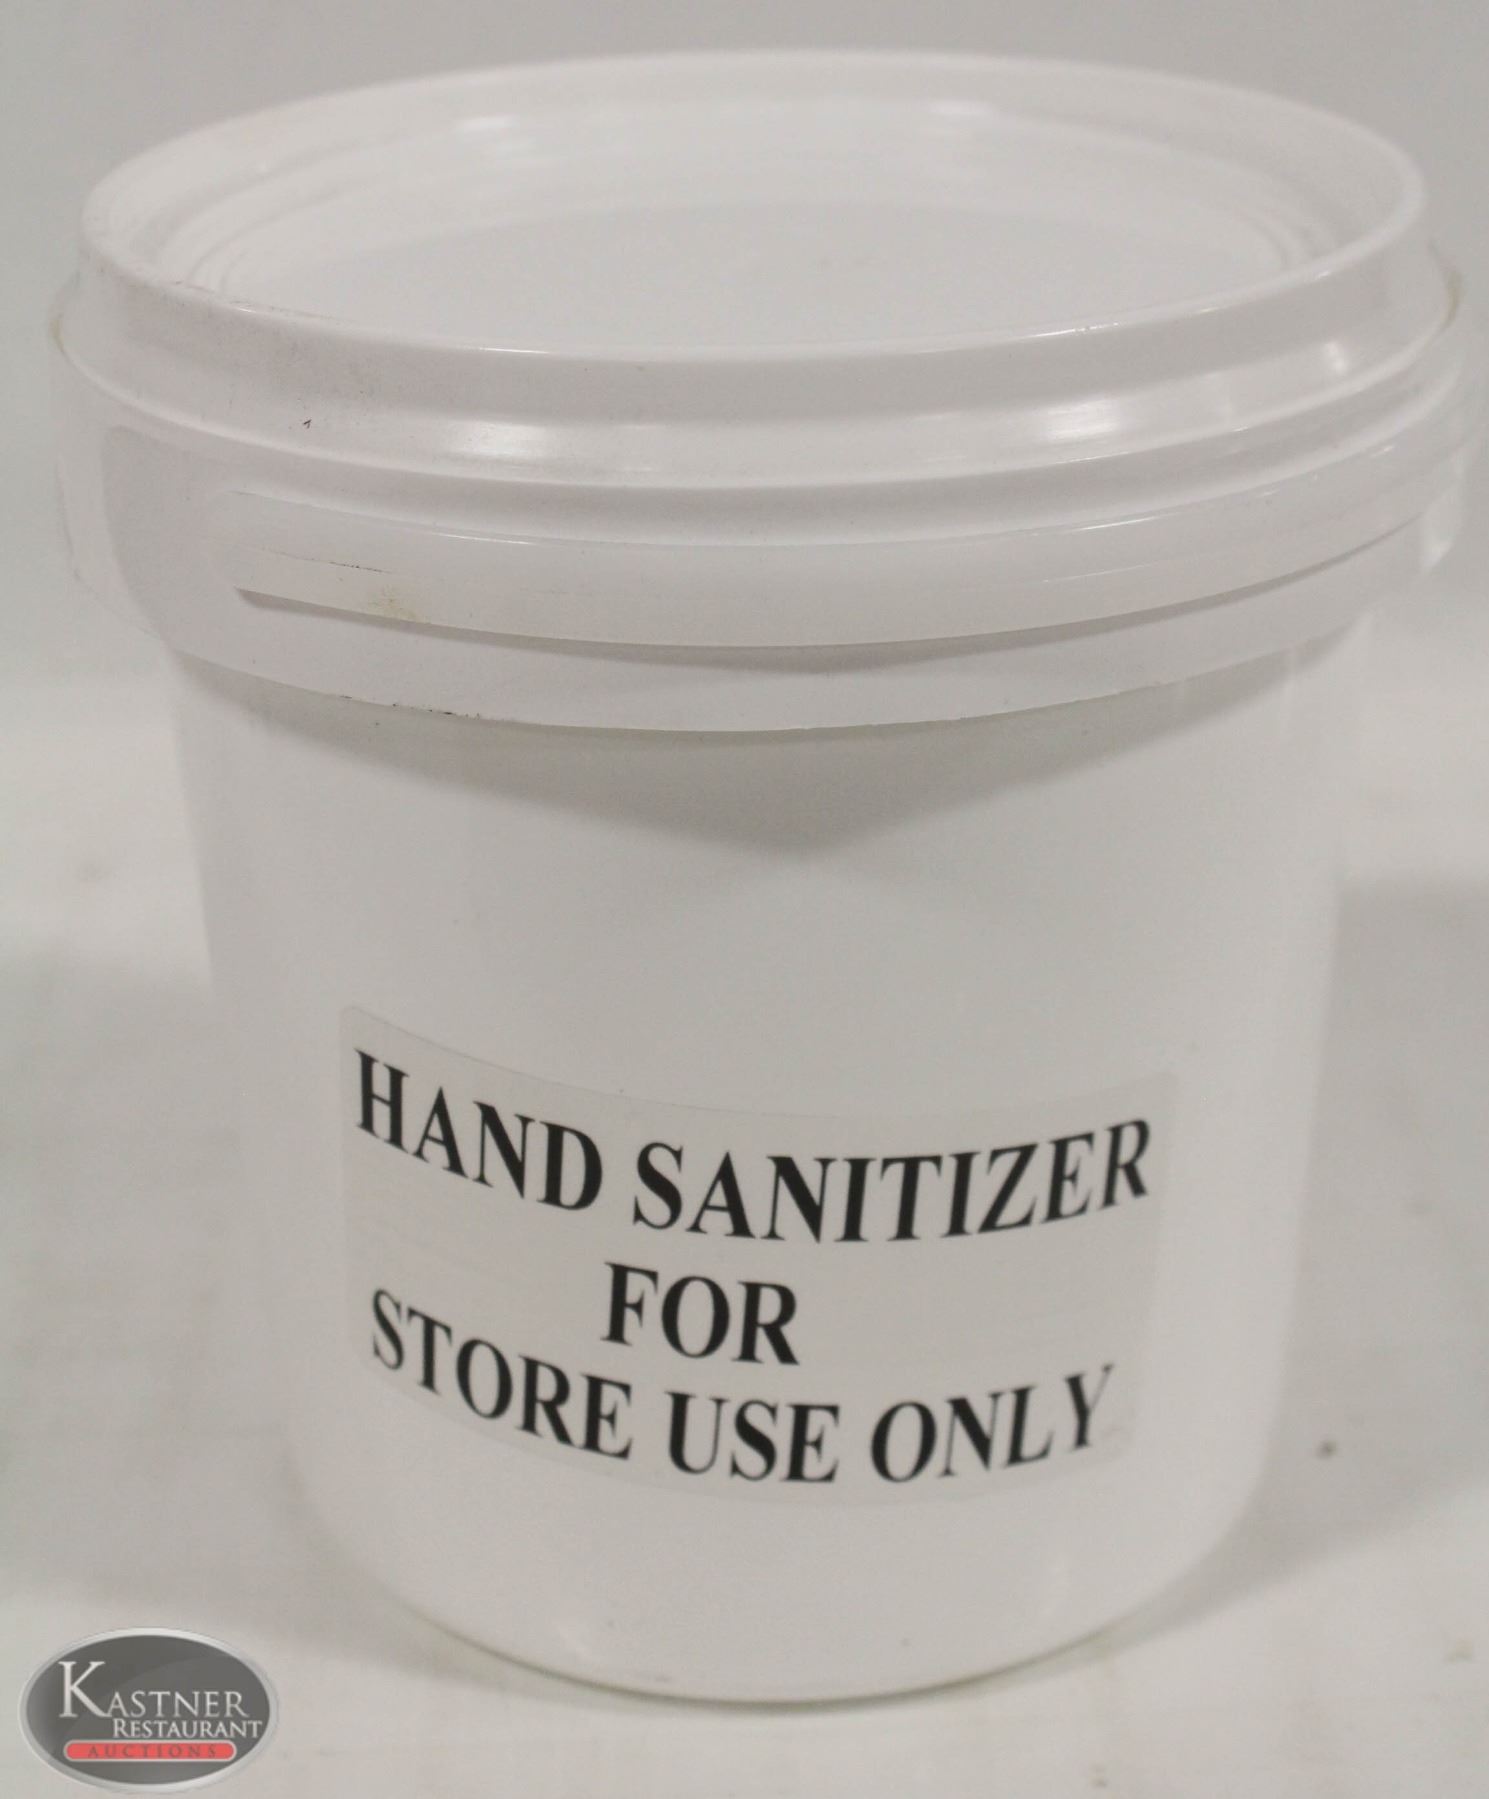 HAND SANITIZER
FOR
STORE USE ONLY
KASTNER
RESTAURANT
AUCTIONS